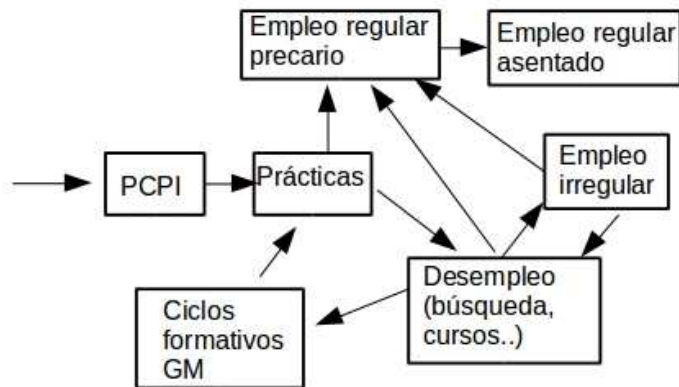 Empleo regular
precario
Empleo regular
asentado
PCPI
Prácticas
Empleo
irregular
Desempleo
(búsqueda,
cursos..)
Ciclos
formativos
GM